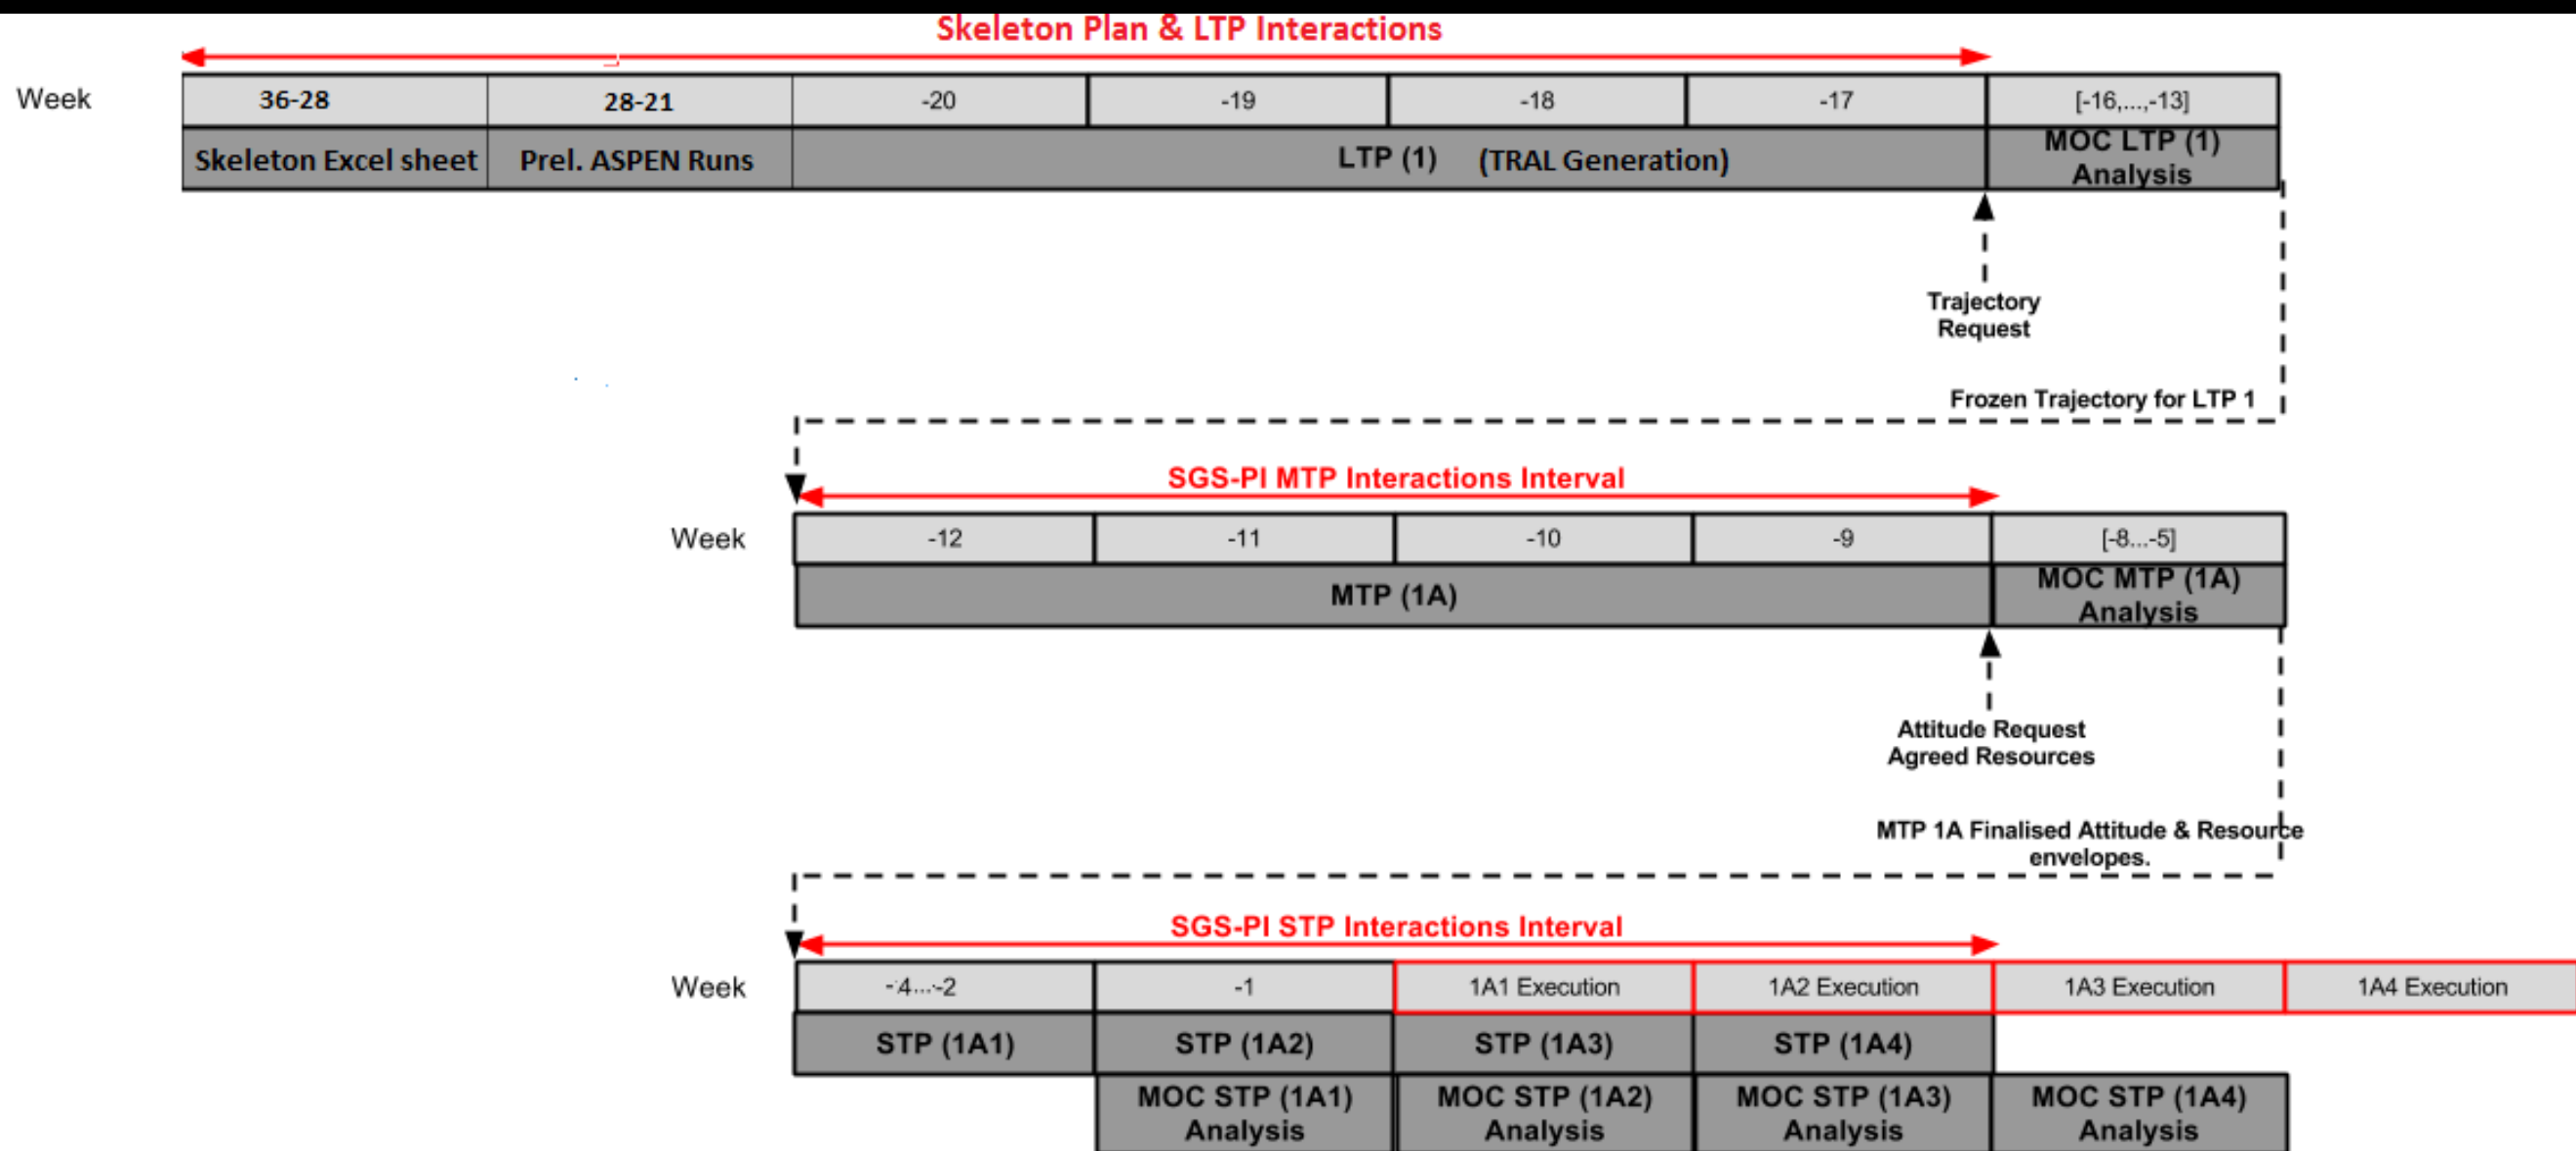 Skeleton Plan & LTP Interactions
Week 36-28 28-21 -20 -19 -18 -17 [-16,...,-13]
Skeleton Excel sheet Prel. ASPEN Runs LTP (1) (TRAL Generation) MOC LTP (1)
Analysis
Trajectory
Request
Frozen Trajectory for LTP 1
SGS-PI MTP Interactions Interval
Week -12 -11 -10 -9 [-8...-5]
MTP (1A) MOC MTP (1A)
Analysis
Attitude Request
Agreed Resources
MTP 1A Finalised Attitude & Resource
envelopes.
SGS-PI STP Interactions Interval
Week -4...-2 -1 1A1 Execution 1A2 Execution 1A3 Execution 1A4 Execution
STP (1A1) STP (1A2) STP (1A3) STP (1A4)
MOC STP (1A1) MOC STP (1A2) MOC STP (1A3) MOC STP (1A4)
Analysis Analysis Analysis Analysis